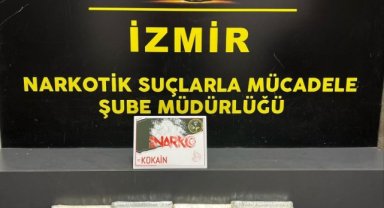 İZMİR
NARKOTİK SUÇLARLA MÜCADELE
ŞUBE MÜDÜRLÜĞÜ
NARKO
KOKAİN